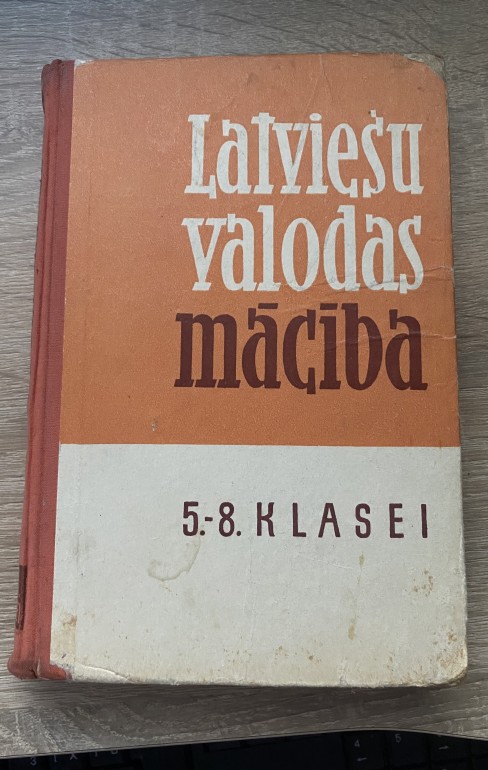 Latviešu
valodas
mācība
5.-8. KLASEI